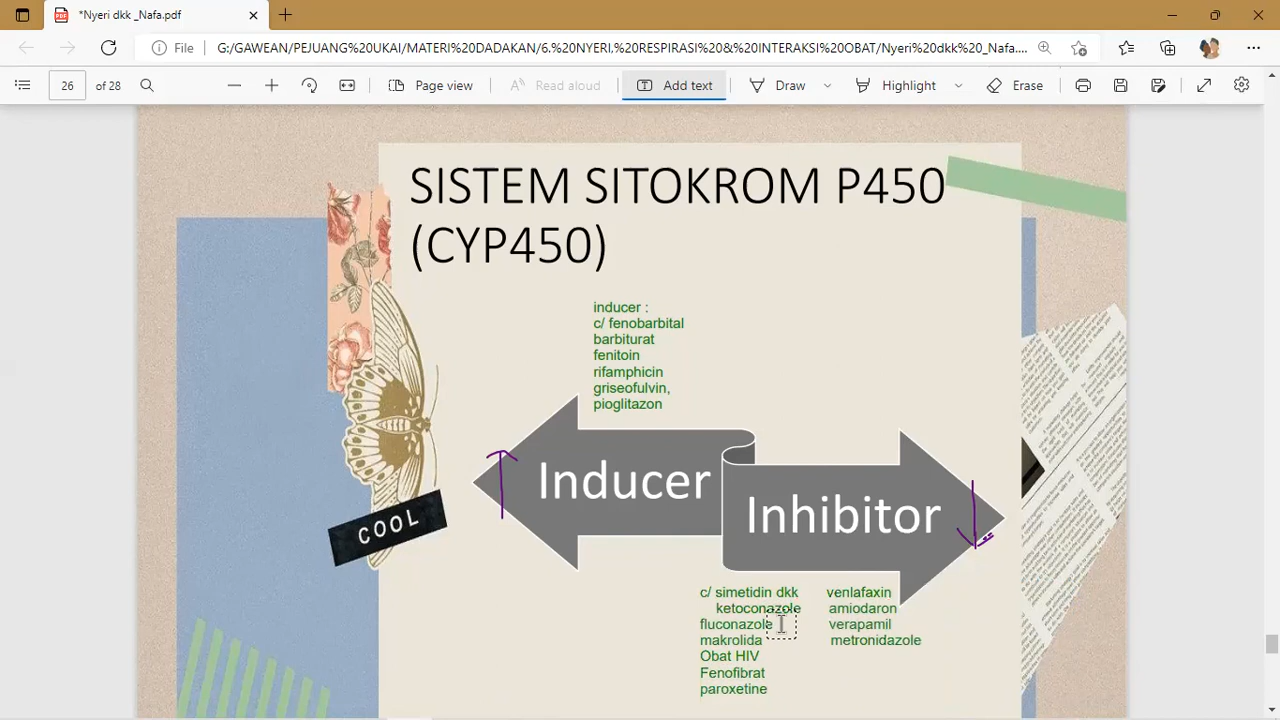 *Nyeri dkk _Nafa.pdf
File
G:/GAWEAN/PEJUANG%20UKAI/MATERI%20DADAKAN/6.%20NYERI,%20RESPIRASI%20&%20INTERAKSI%20OBAT/Nyeri%20dkk%20_Nafa....
26 of 28
Page view
Read aloud
Add text
Draw
Highlight
Erase
SISTEM SITOKROM P450
(CYP450)
inducer :
c/ fenobarbital
barbiturat
fenitoin
rifamphicin
griseofulvin,
pioglitazon
Inducer
Inhibitor
COOL
c/ simetidin dkk venlafaxin
ketoconazole amiodaron
fluconazole verapamil
makrolida metronidazole
Obat HIV
Fenofibrat
paroxetine